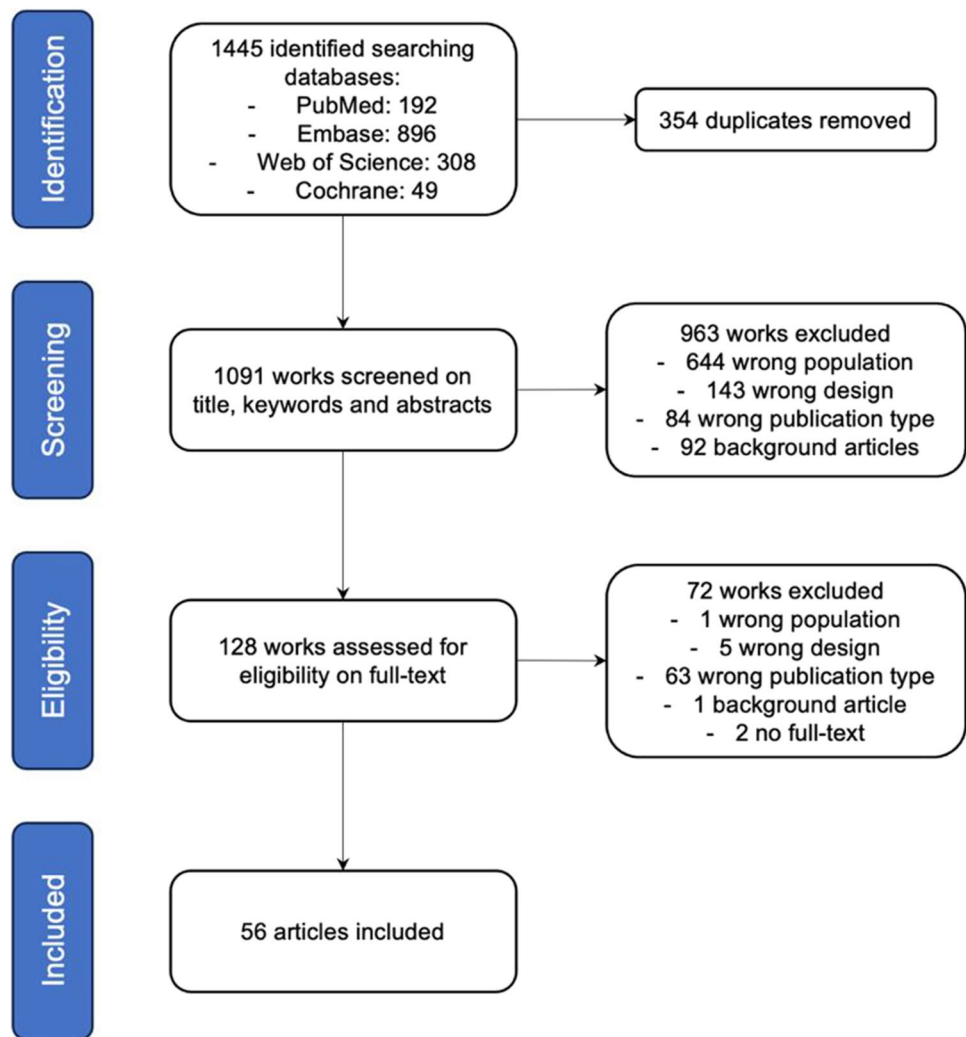 Identification
1445 identified searching
databases:
- PubMed: 192
- Embase: 896
- Web of Science: 308
- Cochrane: 49
354 duplicates removed
Screening
1091 works screened on
title, keywords and abstracts
963 works excluded
- 644 wrong population
- 143 wrong design
- 84 wrong publication type
- 92 background articles
Eligibility
128 works assessed for
eligibility on full-text
72 works excluded
- 1 wrong population
- 5 wrong design
- 63 wrong publication type
- 1 background article
- 2 no full-text
Included
56 articles included